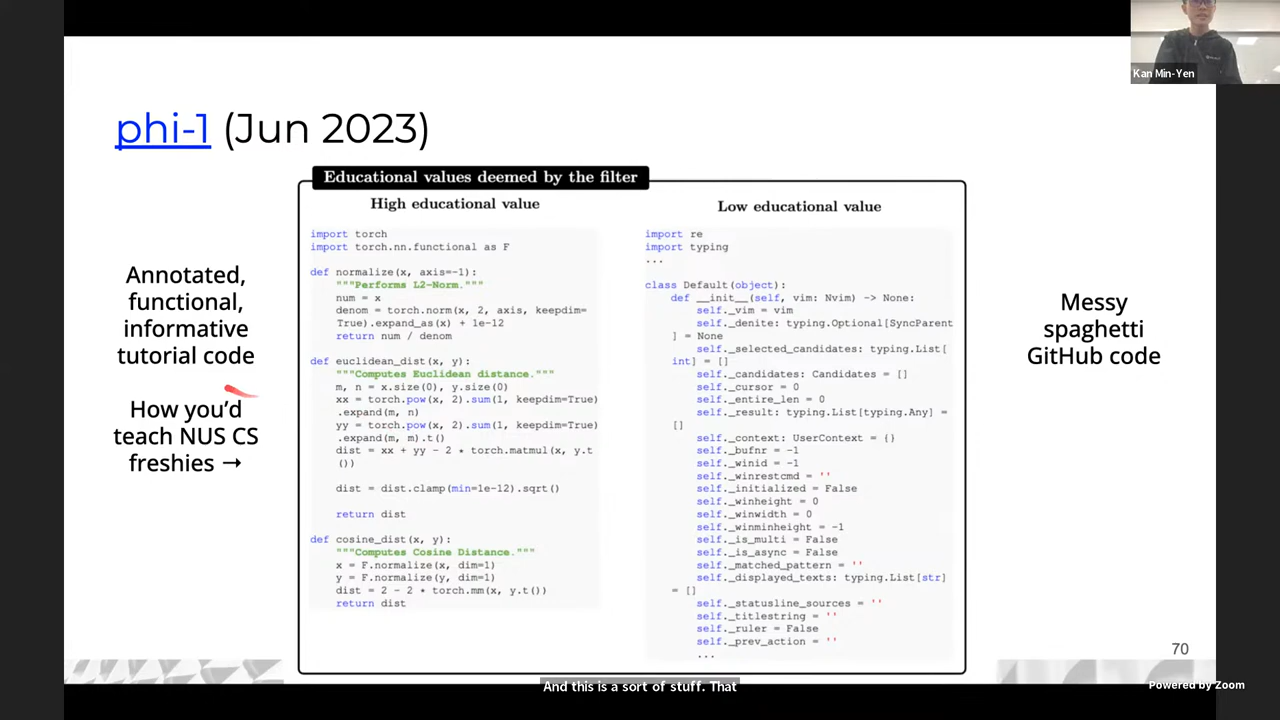 Kan Min-Yen
phi-1 (Jun 2023)
Educational values deemed by the filter
High educational value
Low educational value
Annotated,
functional,
informative
tutorial code
How you'd
teach NUS CS
freshies →
import torch
import torch.nn.functional as F
def normalize(x, axis=-1):
"""Performs L2-Norm."""
num = x
denom = torch.norm(x, 2, axis, keepdim=
True).expand_as(x) + 1e-12
return num / denom
def euclidean_dist(x, y):
"""Computes Euclidean distance."""
m, n = x.size(0), y.size(0)
xx = torch.pow(x, 2).sum(1, keepdim=True)
.expand(m, n)
yy = torch.pow(x, 2).sum(1, keepdim=True)
.expand(m, m).t()
dist = xx + yy - 2 * torch.matmul(x, y.t
())
dist = dist.clamp(min=1e-12).sqrt()
return dist
def cosine_dist(x, y):
"""Computes Cosine Distance."""
x = F.normalize(x, dim=1)
y = F.normalize(y, dim=1)
dist = 2 - 2 * torch.mm(x, y.t())
return dist
import re
import typing
...
class Default(object):
def __init__(self, vim: Nvim) -> None:
self._vim = vim
self._denite: typing.Optional[SyncParent
] = None
self._selected_candidates: typing.List[
int] = []
self._candidates: Candidates = []
self._cursor = 0
self._entire_len = 0
self._result: typing.List[typing.Any] =
[]
self._context: UserContext = {}
self._bufnr = -1
self._winid = -1
self._winrestcmd = ''
self._initialized = False
self._winheight = 0
self._winwidth = 0
self._winminheight = -1
self._is_multi = False
self._is_async = False
self._matched_pattern = ''
self._displayed_texts: typing.List[str]
= []
self._statusline_sources = ''
self._titlestring = ''
self._ruler = False
self._prev_action = ''
...
Messy
spaghetti
GitHub code
70
And this is a sort of stuff. That
Powered by Zoom